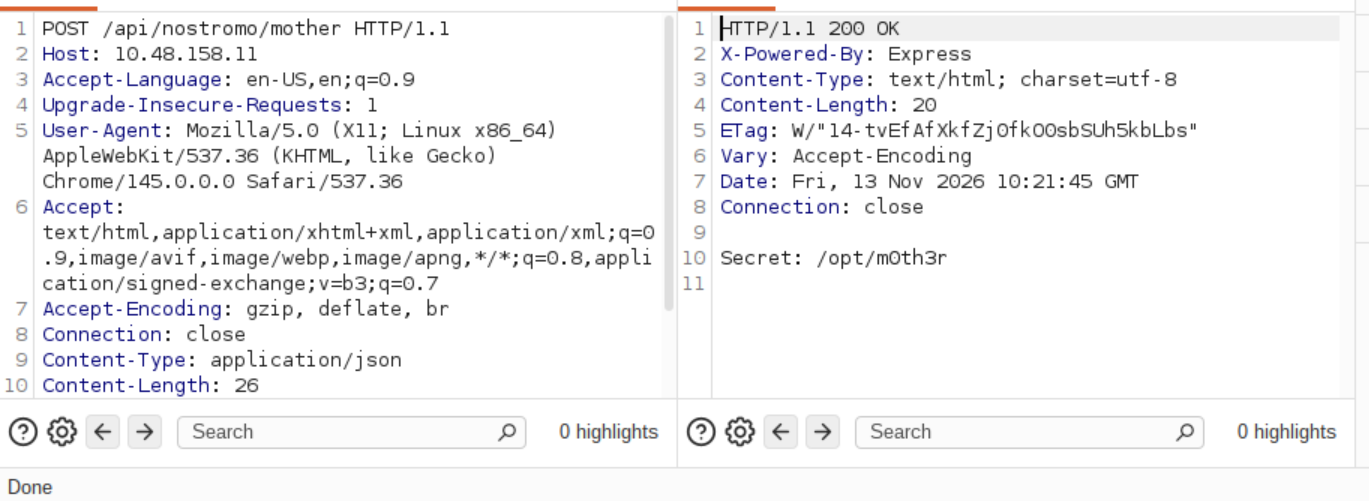 1 POST /api/nostromo/mother HTTP/1.1
2 Host: 10.48.158.11
3 Accept-Language: en-US,en;q=0.9
4 Upgrade-Insecure-Requests: 1
5 User-Agent: Mozilla/5.0 (X11; Linux x86_64)
AppleWebKit/537.36 (KHTML, like Gecko)
Chrome/145.0.0.0 Safari/537.36
6 Accept:
text/html,application/xhtml+xml,application/xml;q=0
.9,image/avif,image/webp,image/apng,*/*;q=0.8,appli
cation/signed-exchange;v=b3;q=0.7
7 Accept-Encoding: gzip, deflate, br
8 Connection: close
9 Content-Type: application/json
10 Content-Length: 26
Search
0 highlights
1 HTTP/1.1 200 OK
2 X-Powered-By: Express
3 Content-Type: text/html; charset=utf-8
4 Content-Length: 20
5 ETag: W/"14-tvEfAfXkfZj0fkO0sbSUh5kbLbs"
6 Vary: Accept-Encoding
7 Date: Fri, 13 Nov 2026 10:21:45 GMT
8 Connection: close
9
10 Secret: /opt/m0th3r
11
Search
0 highlights
Done